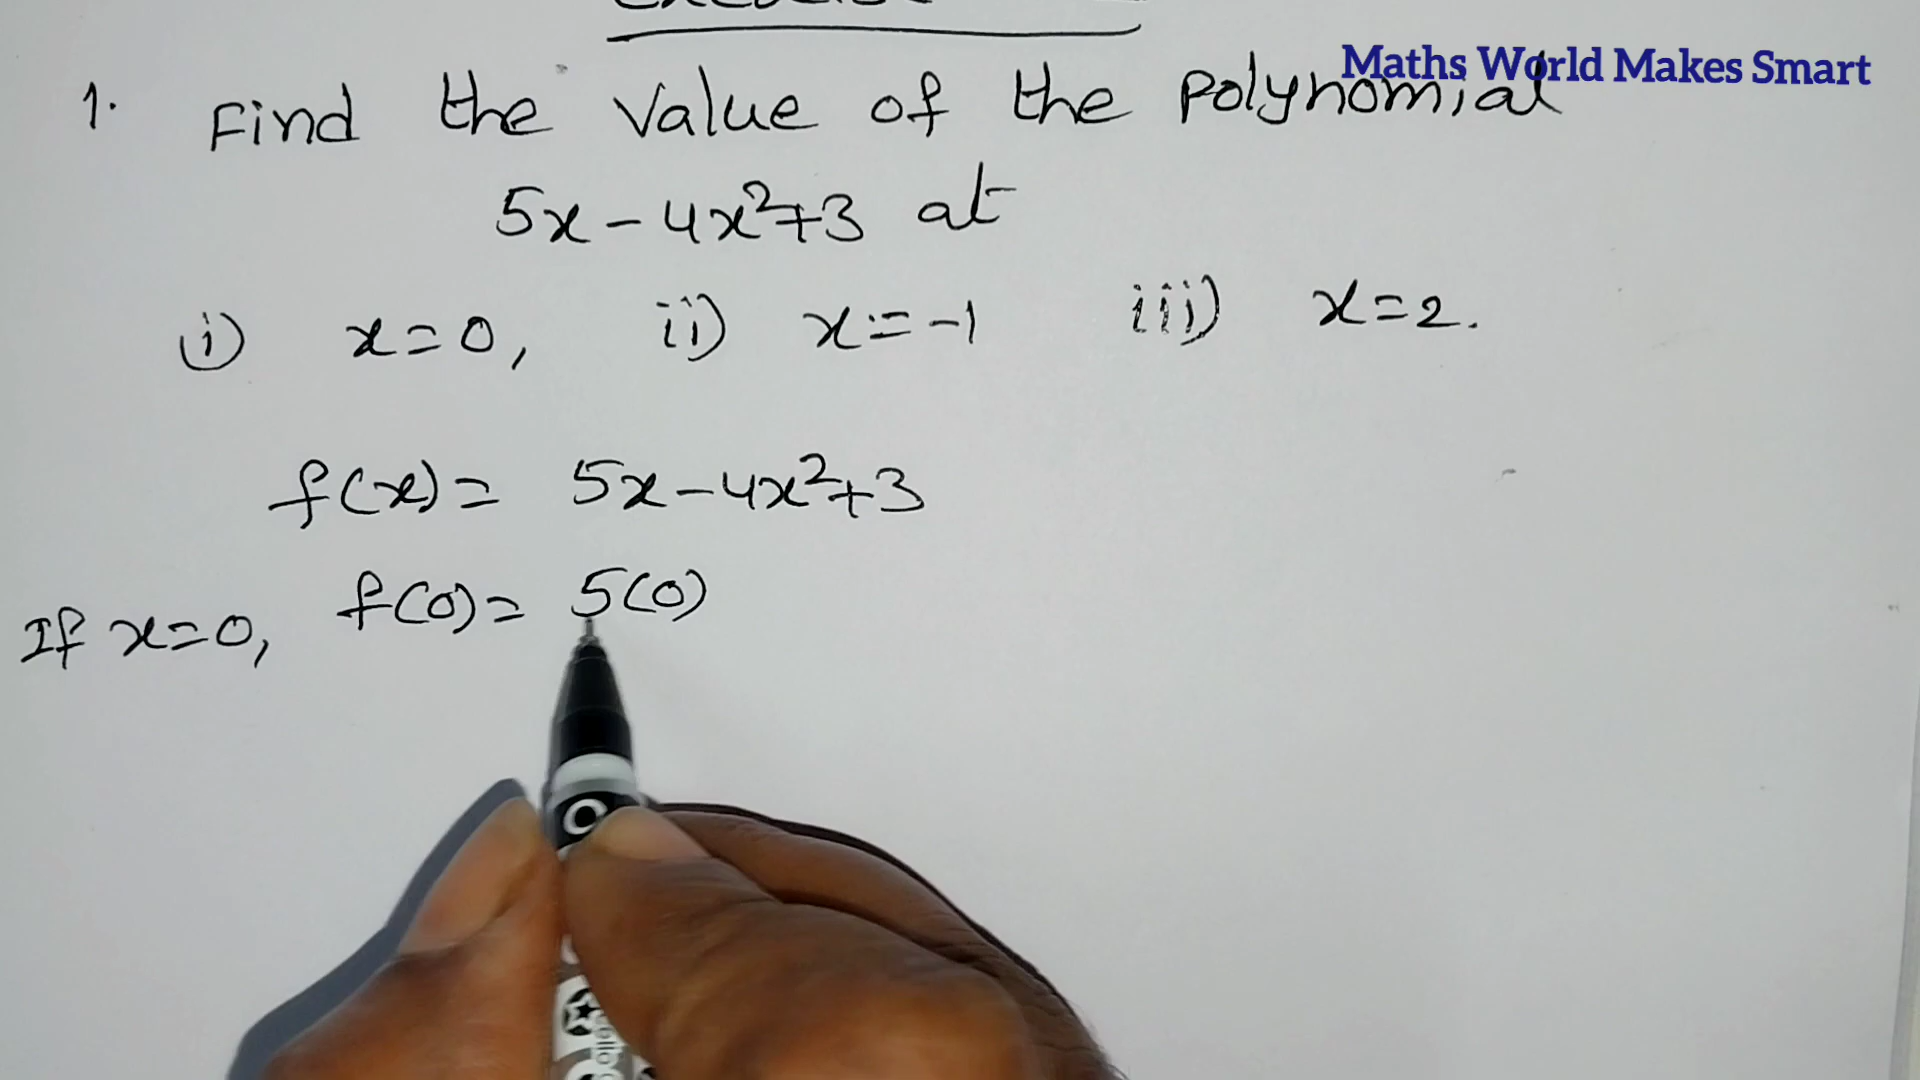 Maths World Makes Smart
1. Find the value of the polynomial
5x - 4x²+3 at
i) x=0, ii) x=-1 iii) x=2.
f(x)= 5x-4x²+3
If x=0, f(0)= 5(0)